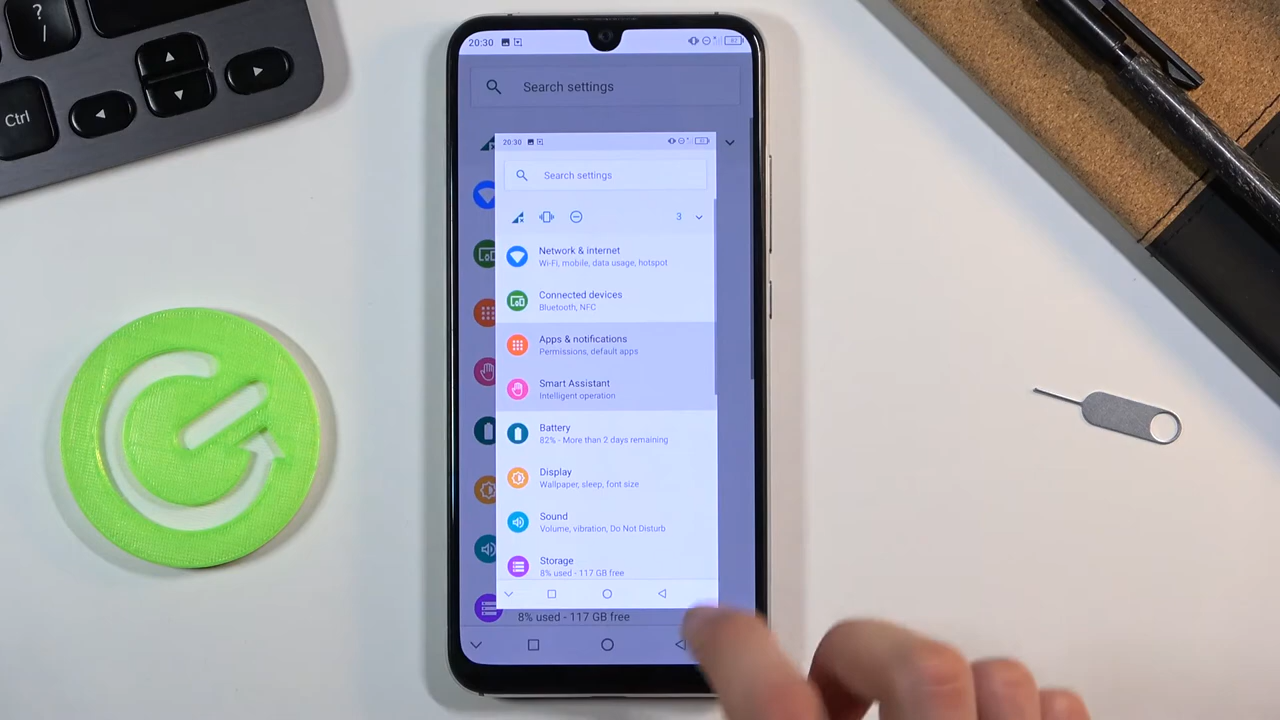 ?
/
Ctrl
20:30
Search settings
20:30
Search settings
3
Network & internet
Wi-Fi, mobile, data usage, hotspot
Connected devices
Bluetooth, NFC
Apps & notifications
Permissions, default apps
Smart Assistant
Intelligent operation
Battery
82% - More than 2 days remaining
Display
Wallpaper, sleep, font size
Sound
Volume, vibration, Do Not Disturb
Storage
8% used - 117 GB free
8% used - 117 GB free